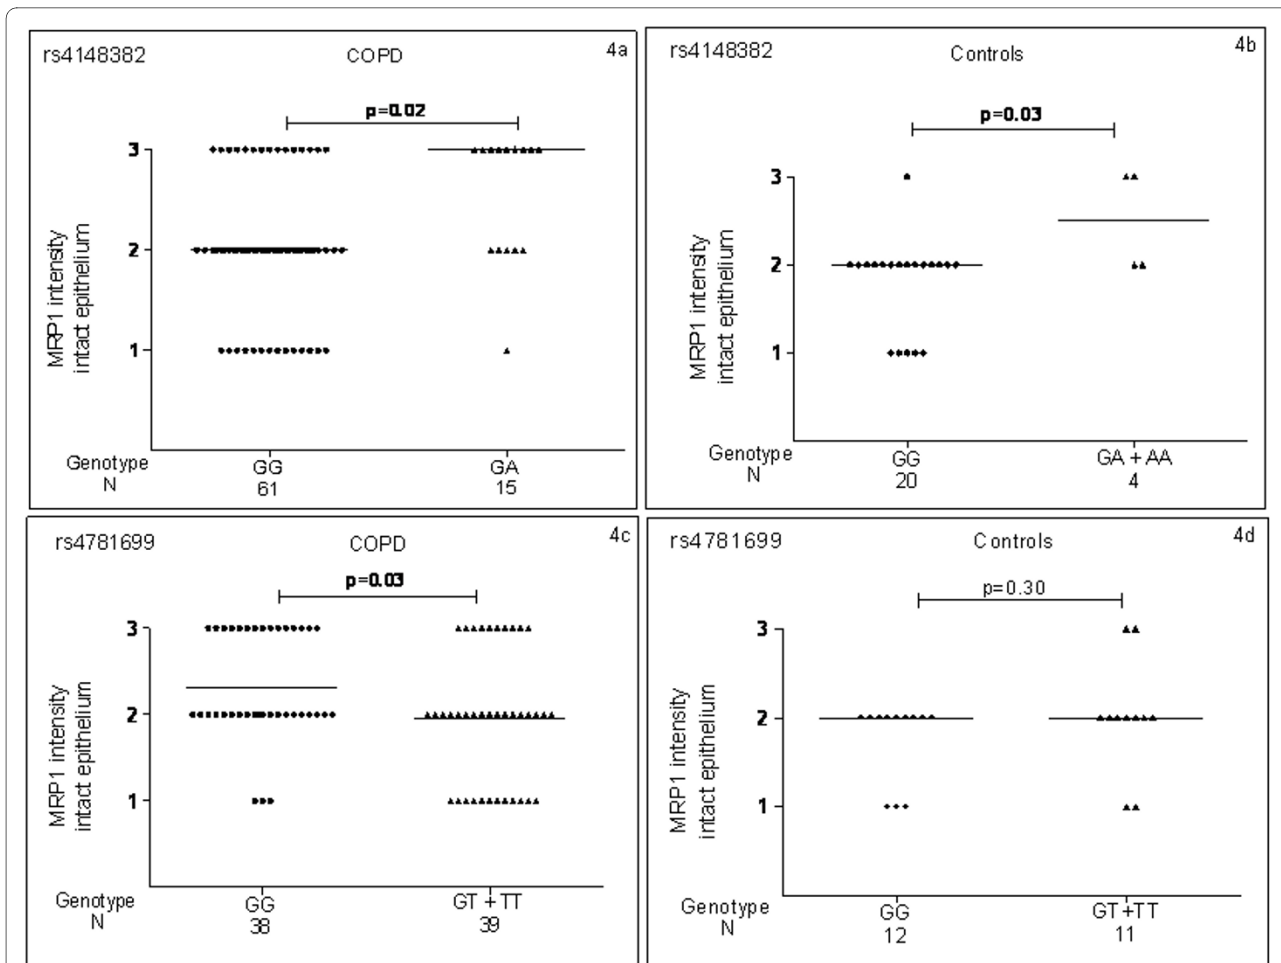 rs4148382 COPD 4a
p=0.02
3
2
1
MRP1 intensity
intact epithelium
Genotype GG GA
N 61 15
rs4148382 Controls 4b
p=0.03
3
2
1
MRP1 intensity
intact epithelium
Genotype GG GA + AA
N 20 4
rs4781699 COPD 4c
p=0.03
3
2
1
MRP1 intensity
intact epithelium
Genotype GG GT + TT
N 38 39
rs4781699 Controls 4d
p=0.30
3
2
1
MRP1 intensity
intact epithelium
Genotype GG GT +TT
N 12 11